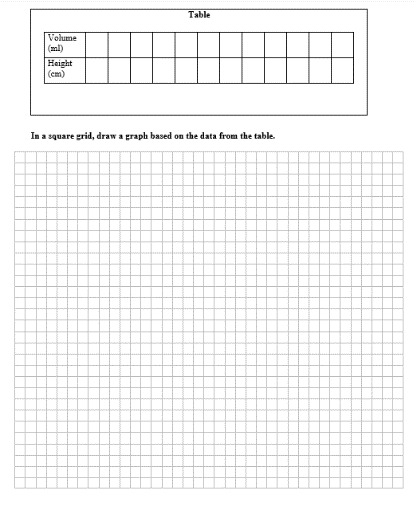 Table
Volume
(ml)
Height
(cm)
In a square grid, draw a graph based on the data from the table.